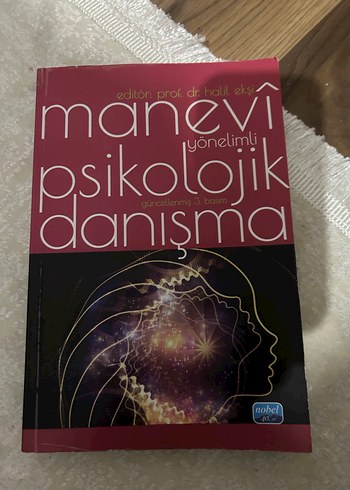 editör: prof. dr. halil ekşi
manevî
yönelimli
psikolojik
güncellenmiş 3. basım
danışma
nobel